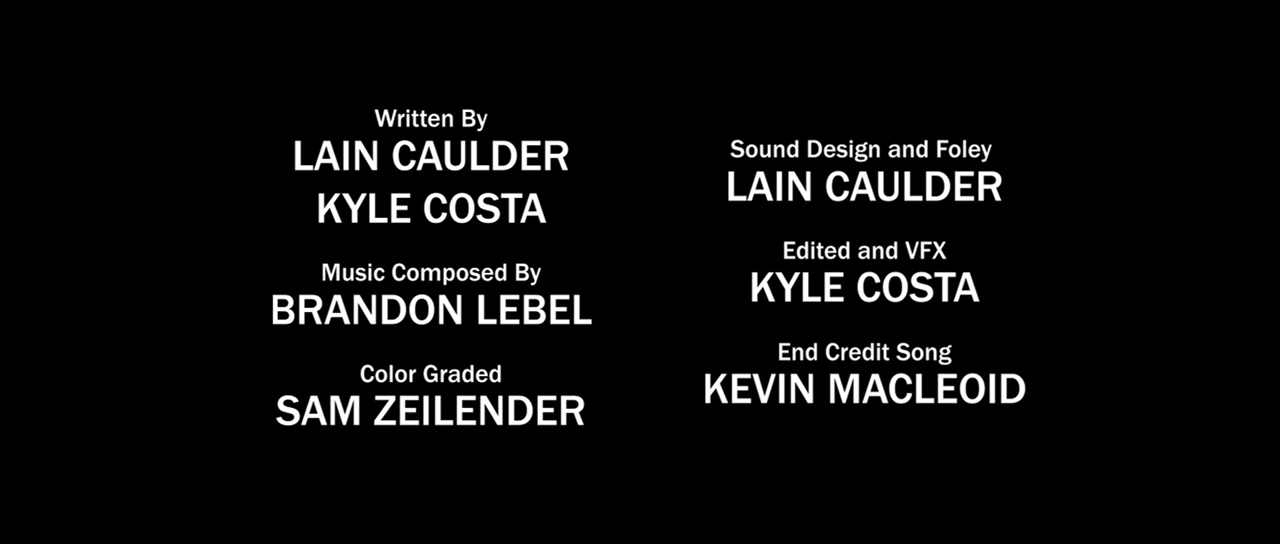 Written By
LAIN CAULDER
KYLE COSTA
Music Composed By
BRANDON LEBEL
Color Graded
SAM ZEILENDER
Sound Design and Foley
LAIN CAULDER
Edited and VFX
KYLE COSTA
End Credit Song
KEVIN MACLEOID